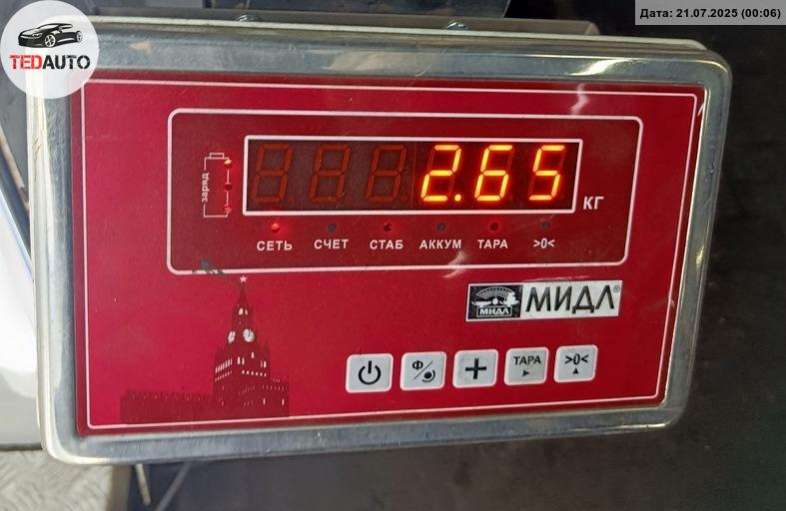 Дата: 21.07.2025 (00:06)
TEDAUTO
заряд
2.65
КГ
СЕТЬ СЧЕТ СТАБ АККУМ ТАРА >0<
МИДЛ МИДЛ®
Ф ТАРА >0<